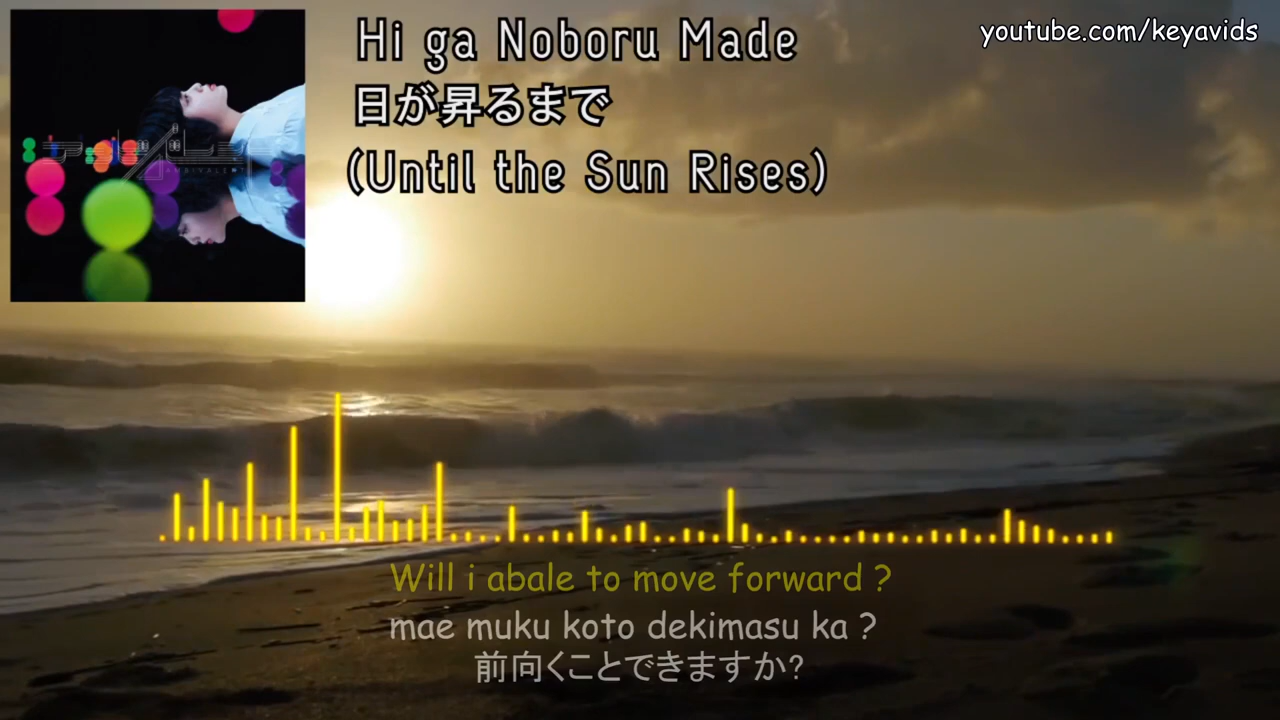 Hi ga Noboru Made
youtube.com/keyavids
日が昇るまで
(Until the Sun Rises)
Will i abale to move forward ?
mae muku koto dekimasu ka ?
前向くことできますか?